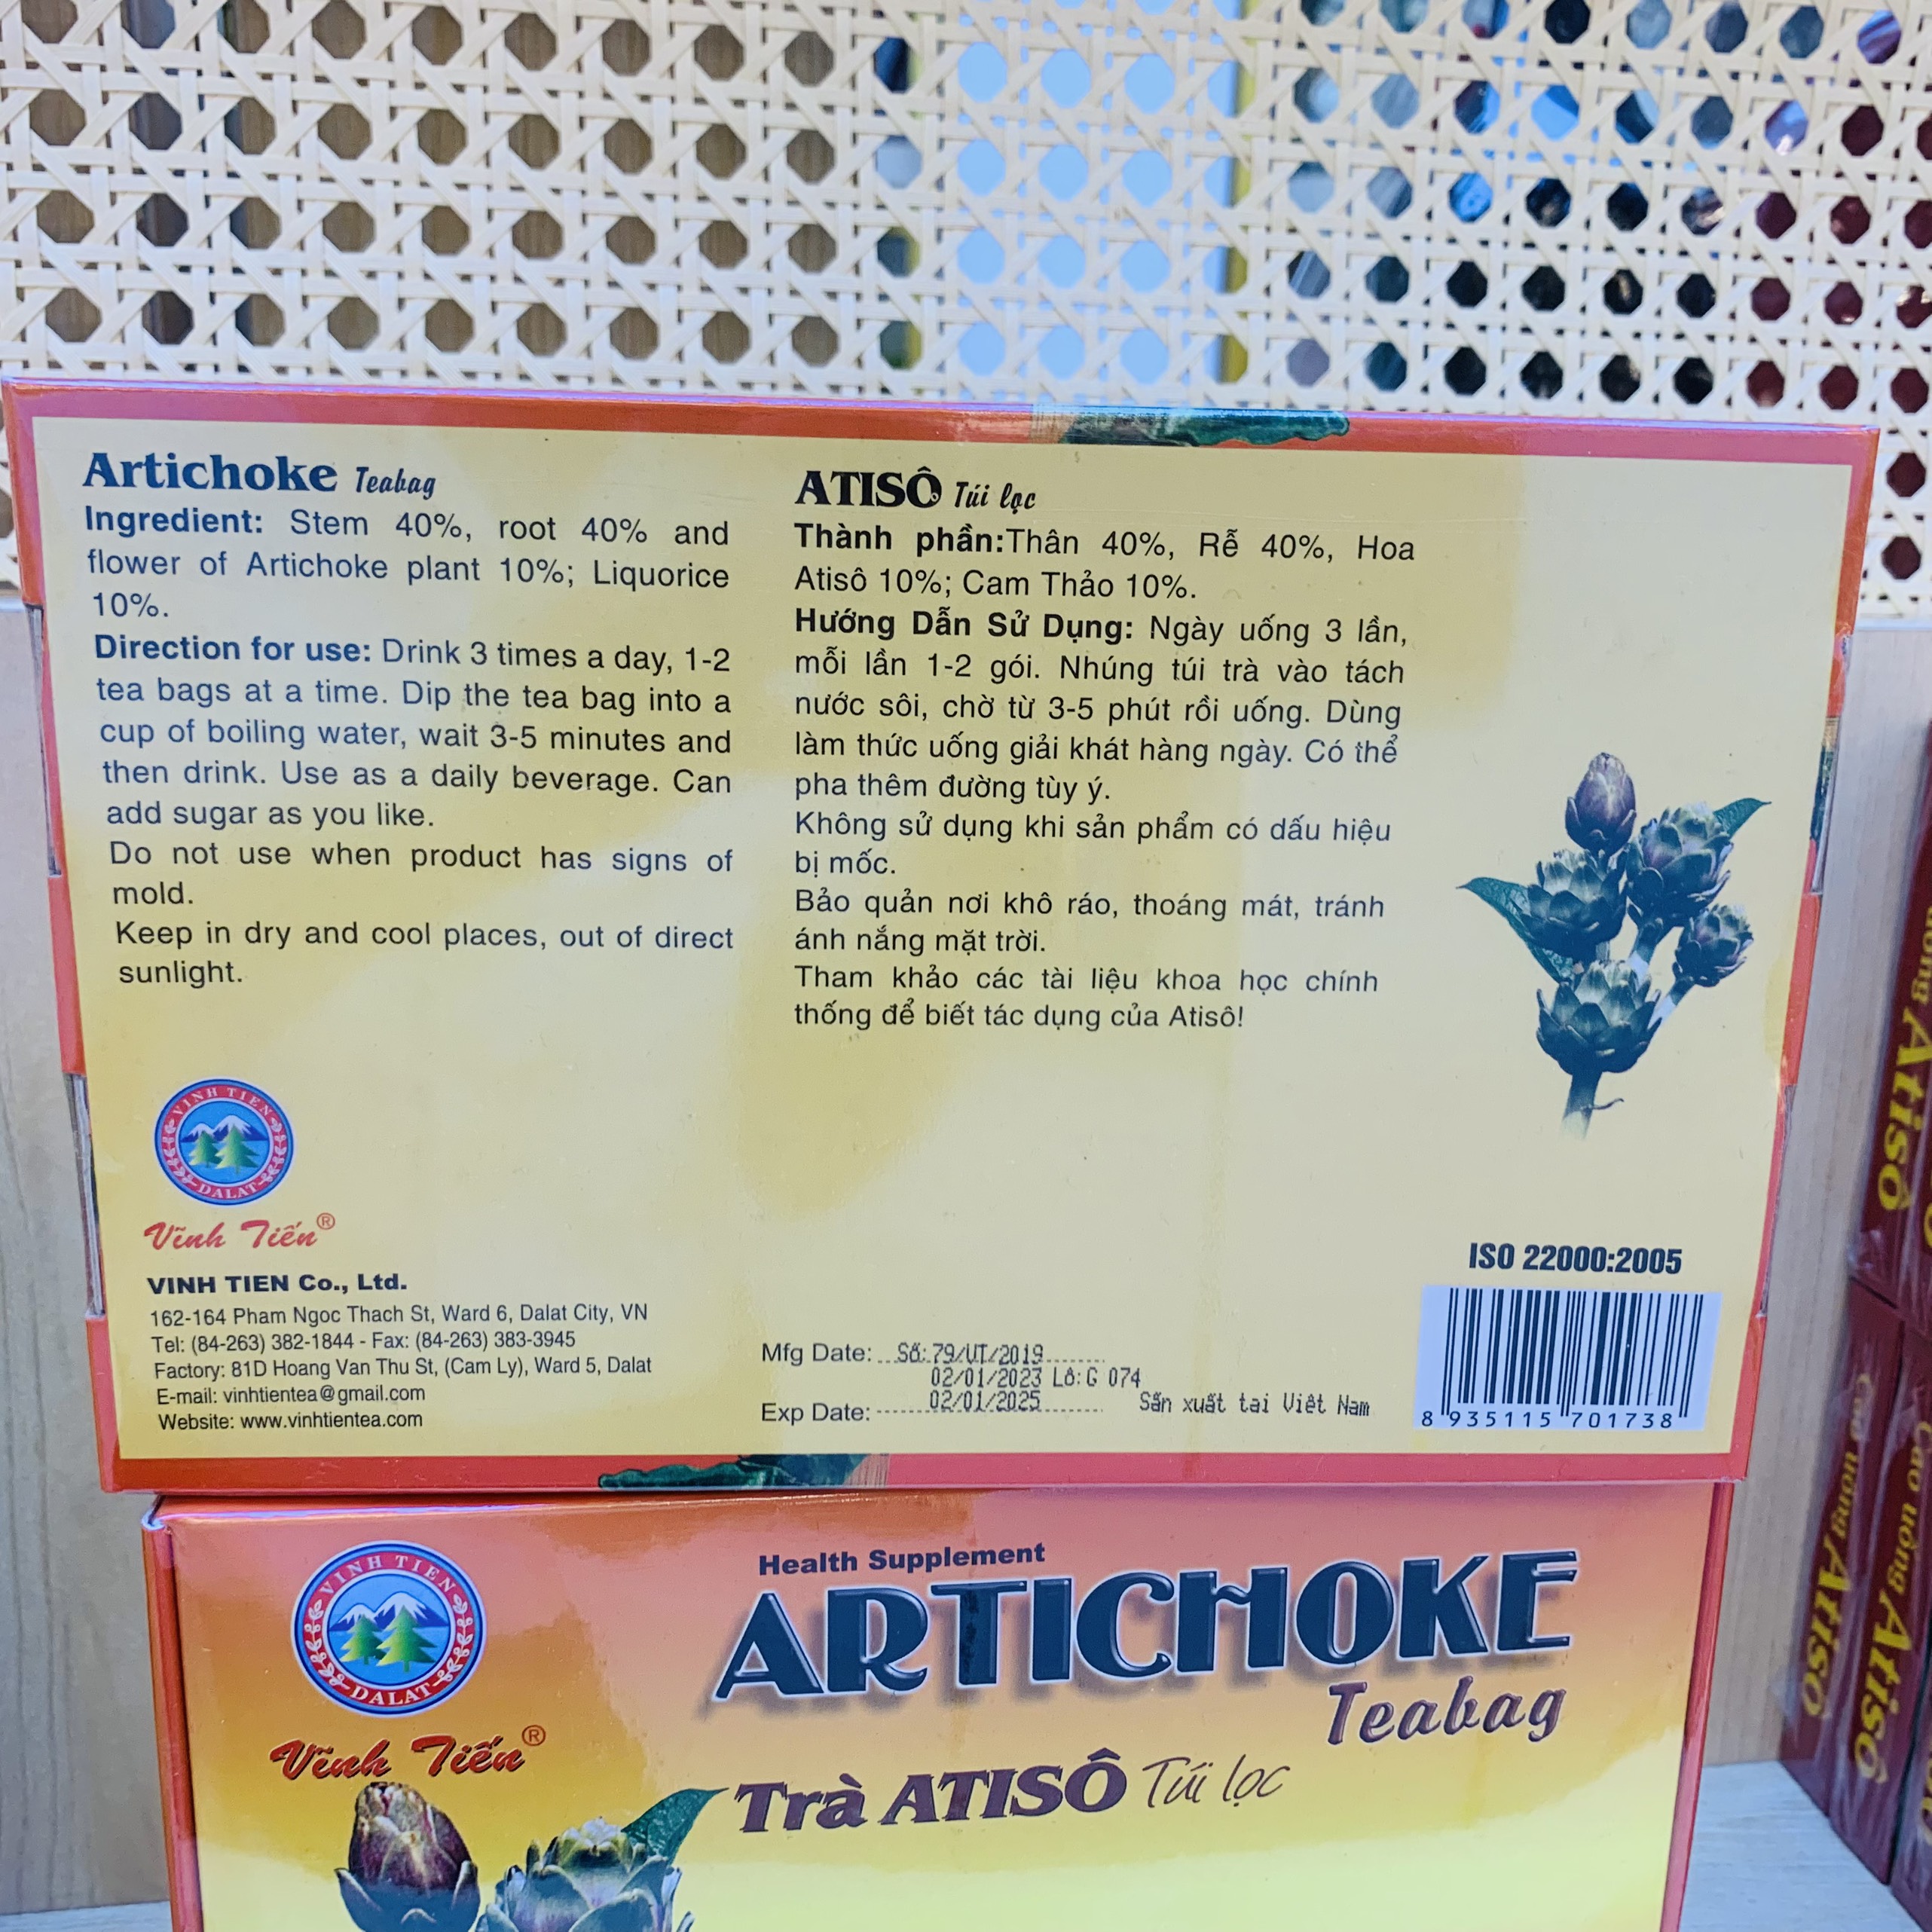 Artichoke Teabag
Ingredient: Stem 40%, root 40% and
flower of Artichoke plant 10%; Liquorice
10%.
Direction for use: Drink 3 times a day, 1-2
tea bags at a time. Dip the tea bag into a
cup of boiling water, wait 3-5 minutes and
then drink. Use as a daily beverage. Can
add sugar as you like.
Do not use when product has signs of
mold.
Keep in dry and cool places, out of direct
sunlight.
VINH TIEN
DALAT
Vĩnh Tiến®
VINH TIEN Co., Ltd.
162-164 Pham Ngoc Thach St, Ward 6, Dalat City, VN
Tel: (84-263) 382-1844 - Fax: (84-263) 383-3945
Factory: 81D Hoang Van Thu St, (Cam Ly), Ward 5, Dalat
E-mail: vinhtientea@gmail.com
Website: www.vinhtientea.com
ATISÔ Túi lọc
Thành phần:Thân 40%, Rễ 40%, Hoa
Atisô 10%; Cam Thảo 10%.
Hướng Dẫn Sử Dụng: Ngày uống 3 lần,
mỗi lần 1-2 gói. Nhúng túi trà vào tách
nước sôi, chờ từ 3-5 phút rồi uống. Dùng
làm thức uống giải khát hàng ngày. Có thể
pha thêm đường tùy ý.
Không sử dụng khi sản phẩm có dấu hiệu
bị mốc.
Bảo quản nơi khô ráo, thoáng mát, tránh
ánh nắng mặt trời.
Tham khảo các tài liệu khoa học chính
thống để biết tác dụng của Atisô!
Mfg Date: Số: 79/UT/2019
02/01/2023 Lô: G 074
Exp Date: 02/01/2025 Sản xuất tại Việt Nam
ISO 22000:2005
8 935115 701738
VINH TIEN
DALAT
Vĩnh Tiến®
Health Supplement
ARTICHOKE
Teabag
Trà ATISÔ Túi lọc
Atisô
uống Atisô
Cao uống Atisô